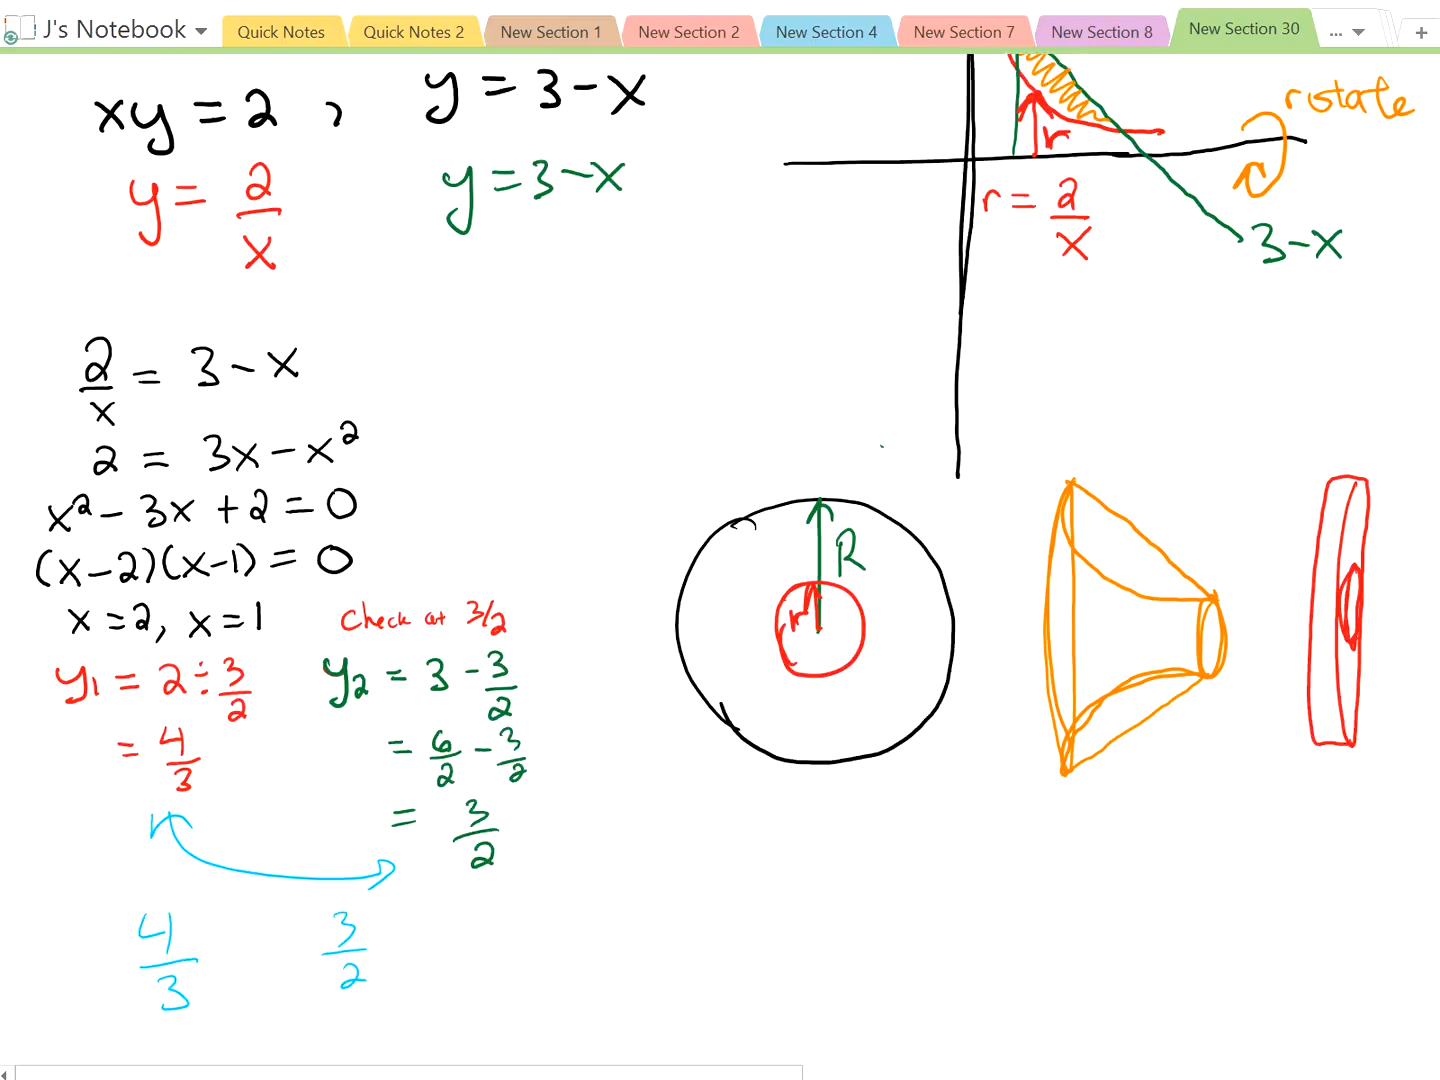 J's Notebook
Quick Notes
Quick Notes 2
New Section 1
New Section 2
New Section 4
New Section 7
New Section 8
New Section 30
...
+
xy = 2 , y = 3 - x
y = 2/x y = 3 - x
2/x = 3 - x
2 = 3x - x²
x² - 3x + 2 = 0
(x-2)(x-1) = 0
x = 2, x = 1
Check at 3/2
y₁ = 2 ÷ 3/2
= 4/3
y₂ = 3 - 3/2
= 6/2 - 3/2
= 3/2
4/3 3/2
rotate
r
r = 2/x
3-x
R
r